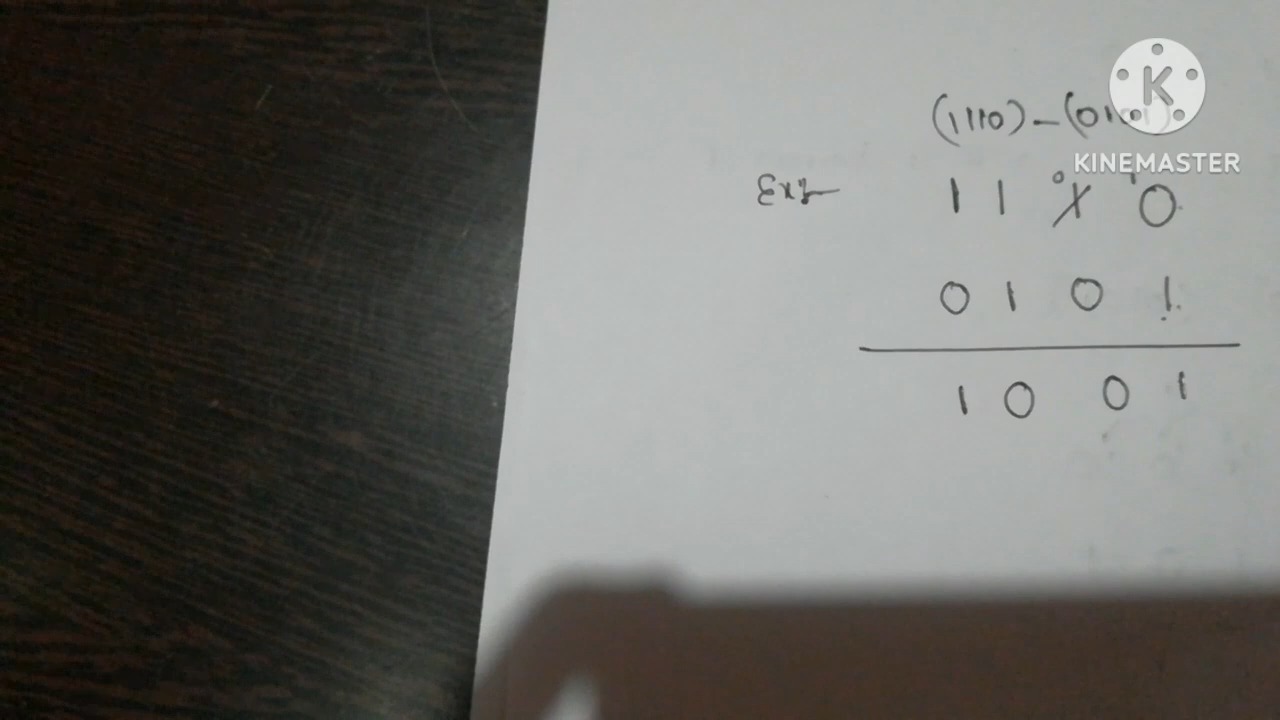 (1110) - (0101)
Ex:- 1 1 1 0
0 1 0 1
1 0 0 1
K
KINEMASTER